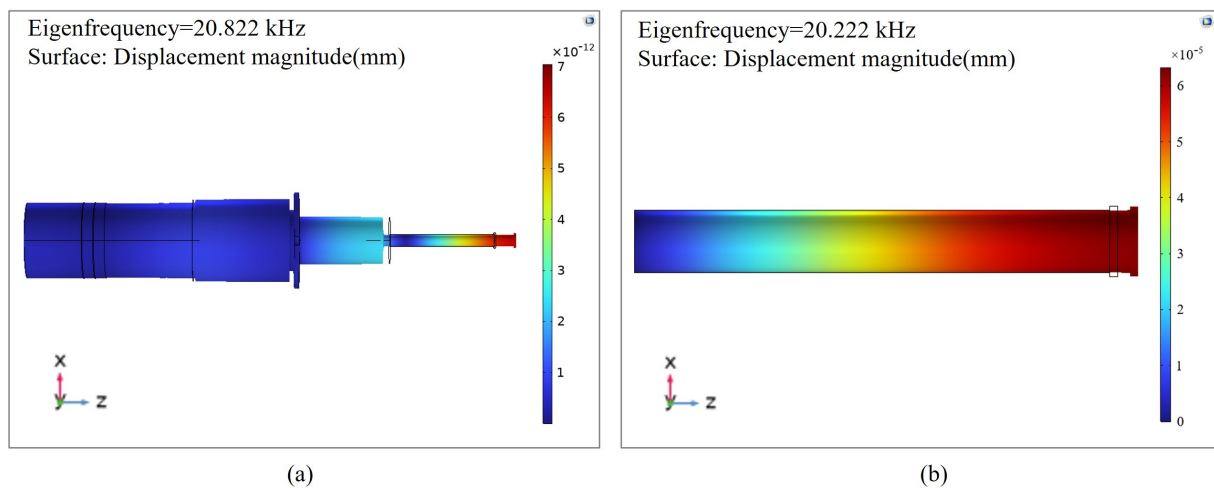 Eigenfrequency=20.822 kHz
Surface: Displacement magnitude(mm)
×10⁻¹²
7
6
5
4
3
2
1
x
y
z
(a)
Eigenfrequency=20.222 kHz
Surface: Displacement magnitude(mm)
×10⁻⁵
6
5
4
3
2
1
0
x
y
z
(b)